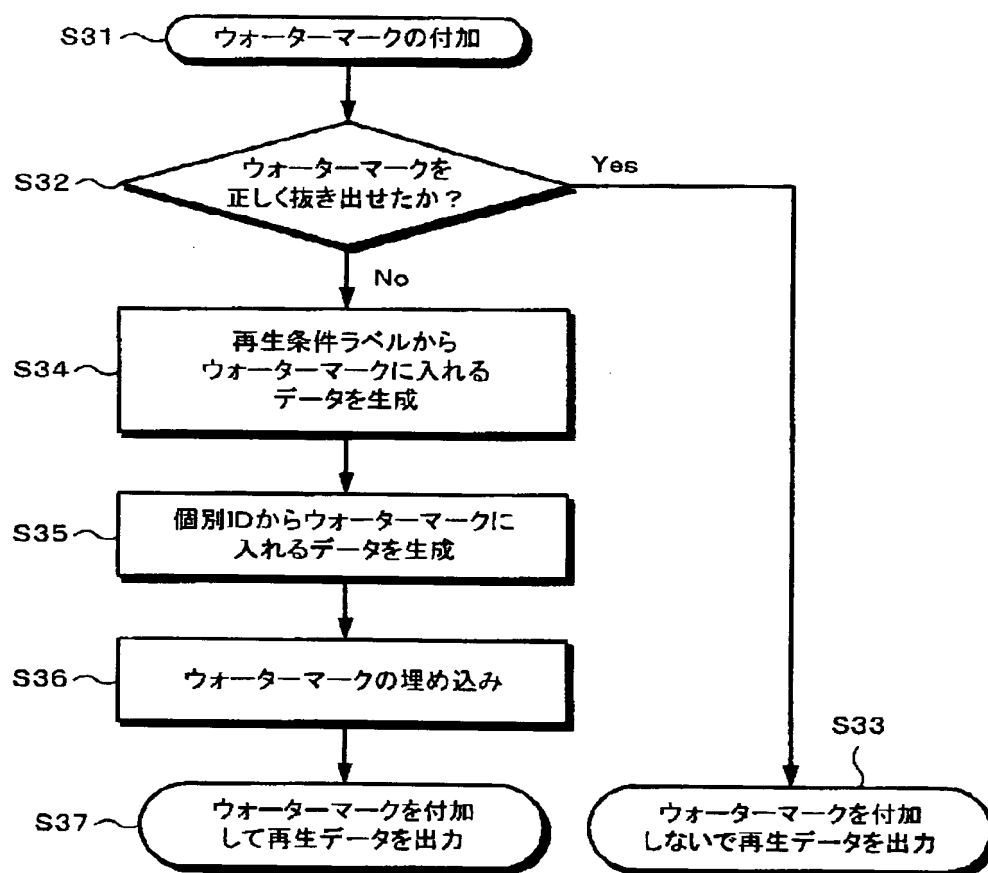 S31
ウォーターマークの付加
S32
ウォーターマークを
正しく抜き出せたか？
Yes
No
S34
再生条件ラベルから
ウォーターマークに入れる
データを生成
S35
個別IDからウォーターマークに
入れるデータを生成
S36
ウォーターマークの埋め込み
S37
ウォーターマークを付加
して再生データを出力
S33
ウォーターマークを付加
しないで再生データを出力